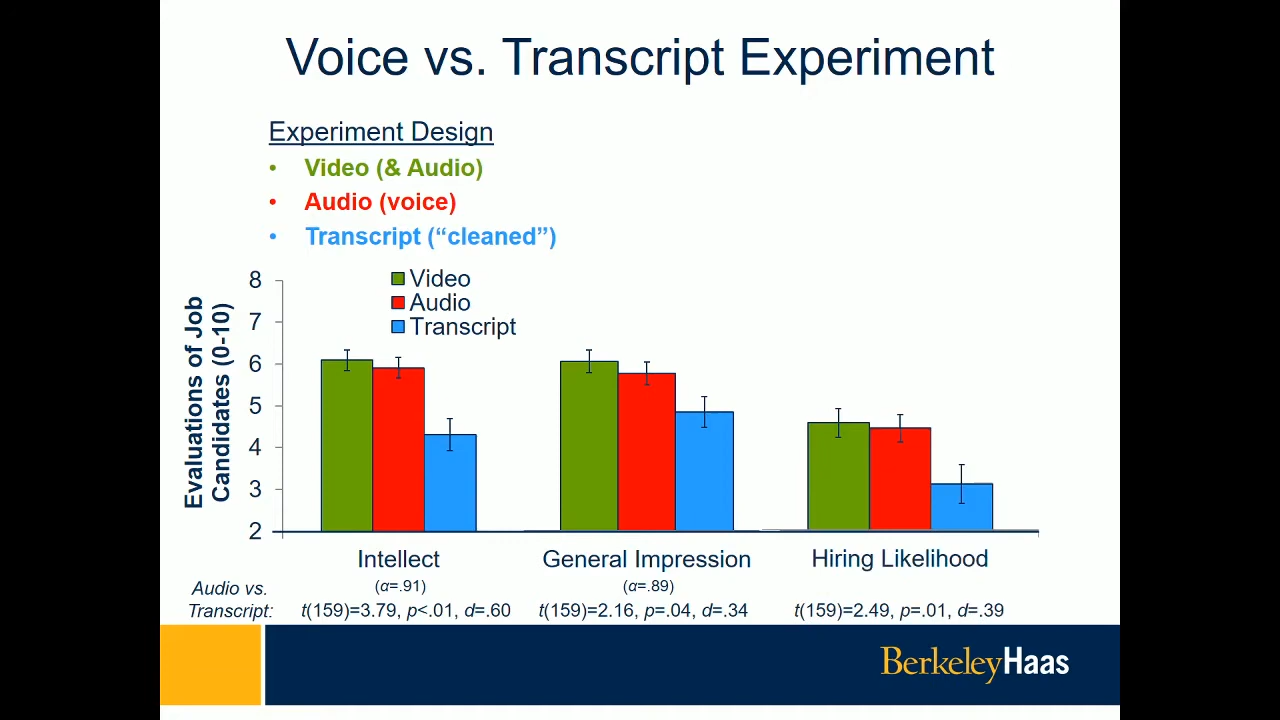 Voice vs. Transcript Experiment
Experiment Design
• Video (& Audio)
• Audio (voice)
• Transcript (“cleaned”)
Video
Audio
Transcript
Evaluations of Job
Candidates (0-10)
8
7
6
5
4
3
2
Intellect
General Impression
Hiring Likelihood
(α=.91)
(α=.89)
Audio vs.
Transcript:
t(159)=3.79, p<.01, d=.60
t(159)=2.16, p=.04, d=.34
t(159)=2.49, p=.01, d=.39
BerkeleyHaas